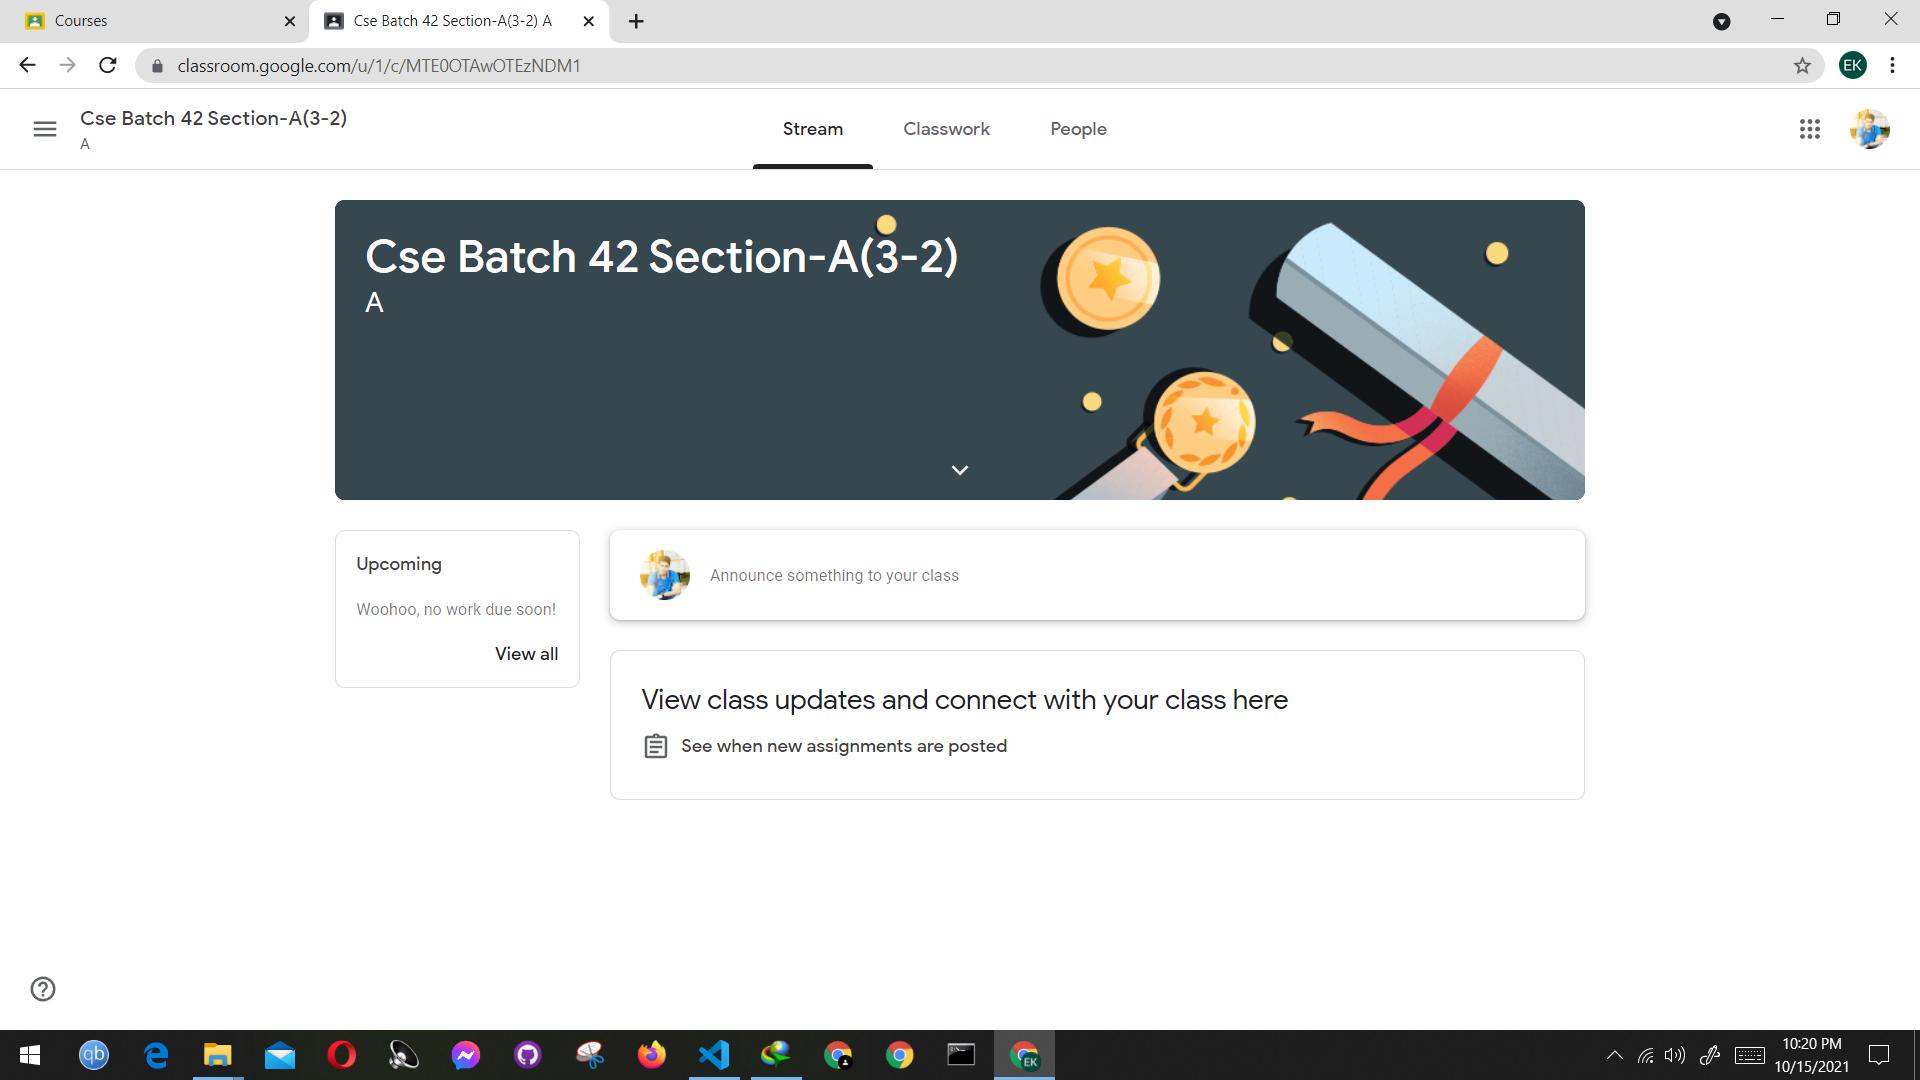 Courses
Cse Batch 42 Section-A(3-2) A
classroom.google.com/u/1/c/MTE0OTAwOTEzNDM1
EK
Cse Batch 42 Section-A(3-2)
A
Stream
Classwork
People
Cse Batch 42 Section-A(3-2)
A
Upcoming
Woohoo, no work due soon!
View all
Announce something to your class
View class updates and connect with your class here
See when new assignments are posted
qb
EK
10:20 PM
10/15/2021